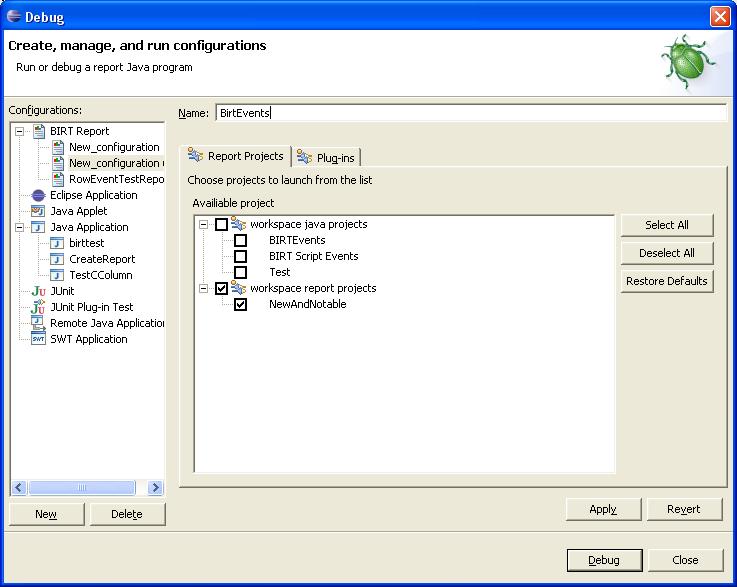 Debug
Create, manage, and run configurations
Run or debug a report Java program
Configurations:
BIRT Report
New_configuration
New_configuration (
RowEventTestRepo
Eclipse Application
Java Applet
Java Application
birttest
CreateReport
TestCColumn
JUnit
JUnit Plug-in Test
Remote Java Application
SWT Application
New
Delete
Name: BirtEvents
Report Projects
Plug-ins
Choose projects to launch from the list
Availiable project
workspace java projects
BIRTEvents
BIRT Script Events
Test
workspace report projects
NewAndNotable
Select All
Deselect All
Restore Defaults
Apply
Revert
Debug
Close